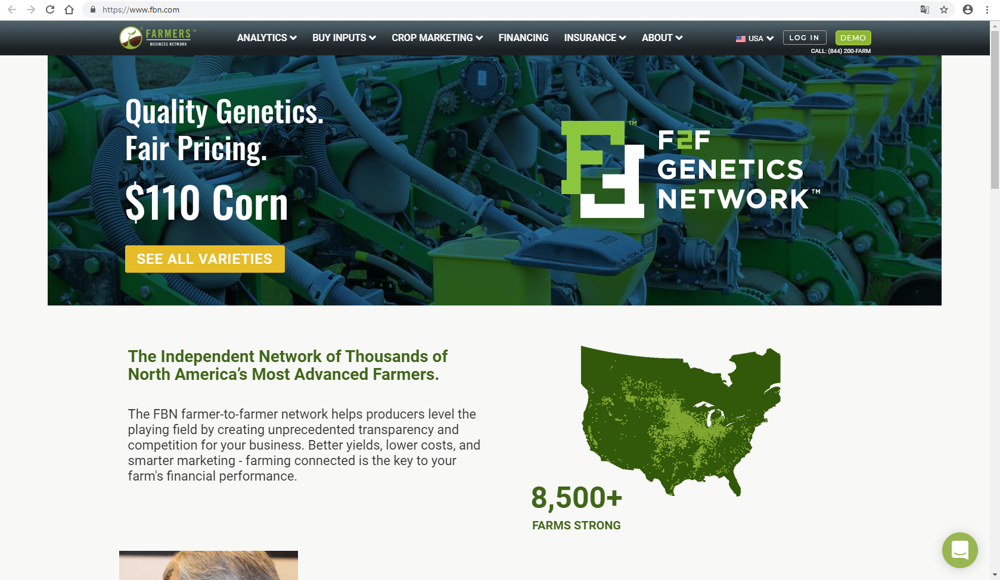 https://www.fbn.com
FARMERS™
BUSINESS NETWORK
ANALYTICS
BUY INPUTS
CROP MARKETING
FINANCING
INSURANCE
ABOUT
USA
LOG IN
DEMO
CALL: (844) 200-FARM
Quality Genetics.
Fair Pricing.
$110 Corn
SEE ALL VARIETIES
™
F2F
GENETICS
NETWORK™
The Independent Network of Thousands of
North America’s Most Advanced Farmers.
The FBN farmer-to-farmer network helps producers level the
playing field by creating unprecedented transparency and
competition for your business. Better yields, lower costs, and
smarter marketing - farming connected is the key to your
farm's financial performance.
8,500+
FARMS STRONG